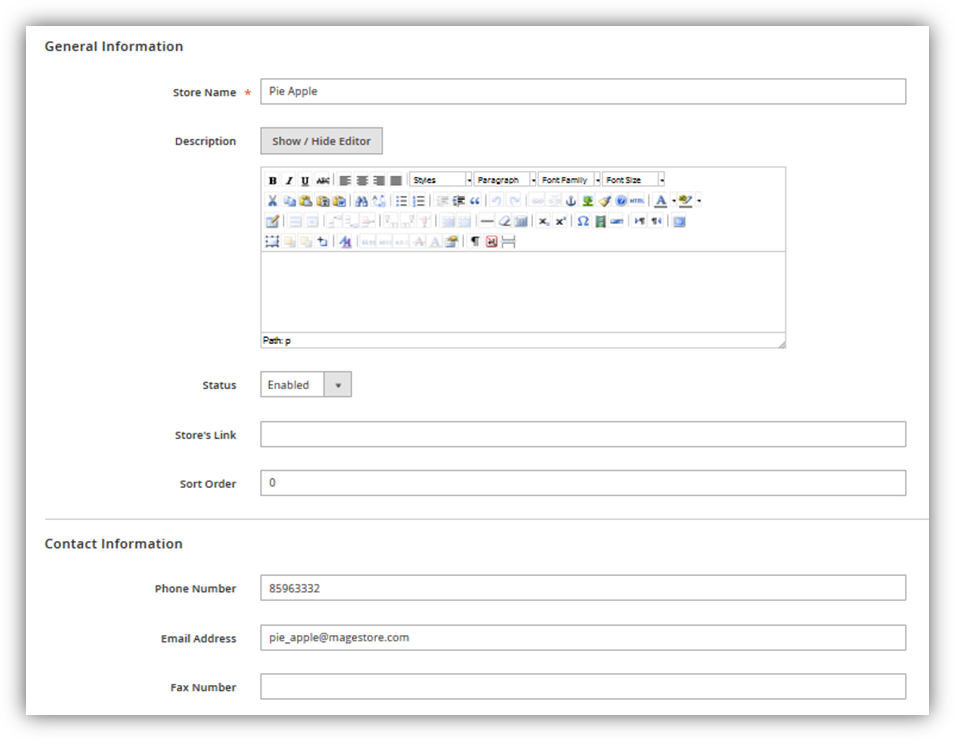 General Information
Store Name * Pie Apple
Description Show / Hide Editor
B I U ABC Styles Paragraph Font Family Font Size
HTML A
Path: p
Status Enabled
Store's Link
Sort Order 0
Contact Information
Phone Number 85963332
Email Address pie_apple@magestore.com
Fax Number